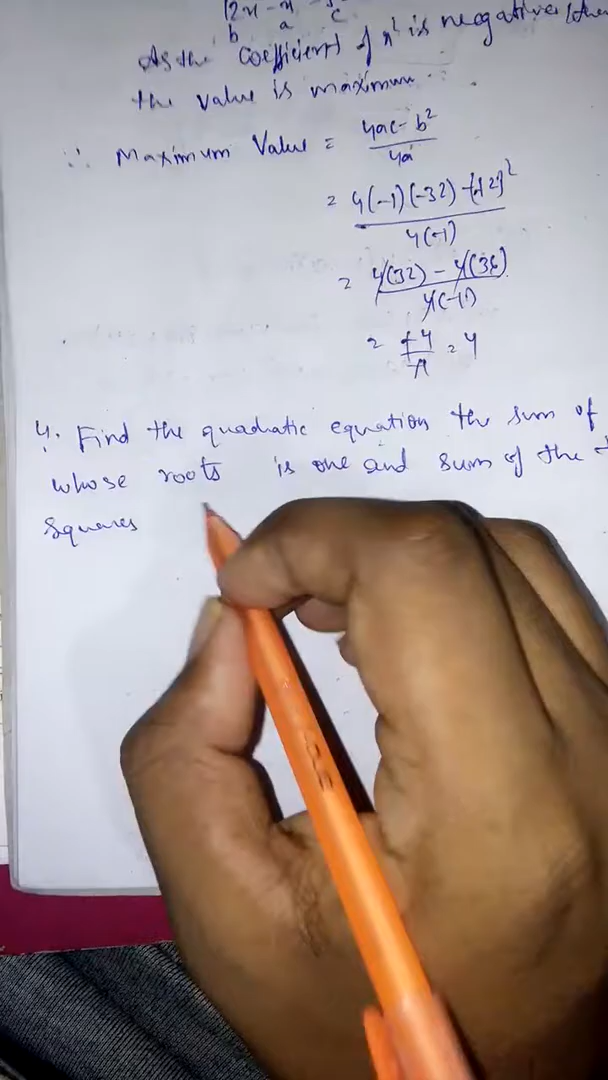 12x - x² -
b a c
As the coefficient of x² is negative, then
the value is maximum.
∴ Maximum Value = 4ac - b² / 4a
= 4(-1)(-32) - (12)² / 4(-1)
= 4(32) - 4(36) / 4(-1)
= -4 / -1 = 4
4. Find the quadratic equation the sum of
whose roots is one and sum of the
squares